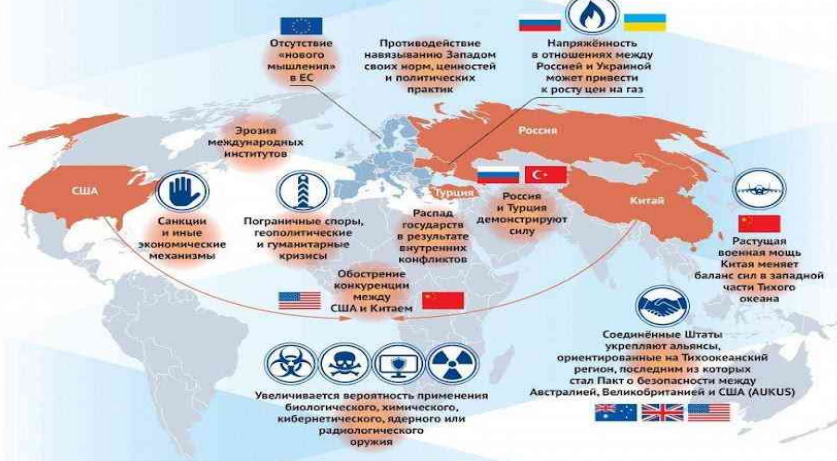 Отсутствие
«нового
мышления»
в ЕС
Противодействие
навязыванию Западом
своих норм, ценностей
и политических
практик
Напряжённость
в отношениях между
Россией и Украиной
может привести
к росту цен на газ
Эрозия
международных
институтов
Россия
США
Турция
Китай
Санкции
и иные
экономические
механизмы
Пограничные споры,
геополитические
и гуманитарные
кризисы
Распад
государств
в результате
внутренних
конфликтов
Россия
и Турция
демонстрируют
силу
Растущая
военная мощь
Китая меняет
баланс сил в западной
части Тихого
океана
Обострение
конкуренции
между
США и Китаем
Соединённые Штаты
укрепляют альянсы,
ориентированные на Тихоокеанский
регион, последним из которых
стал Пакт о безопасности между
Австралией, Великобританией и США (AUKUS)
Увеличивается вероятность применения
биологического, химического,
кибернетического, ядерного или
радиологического
оружия